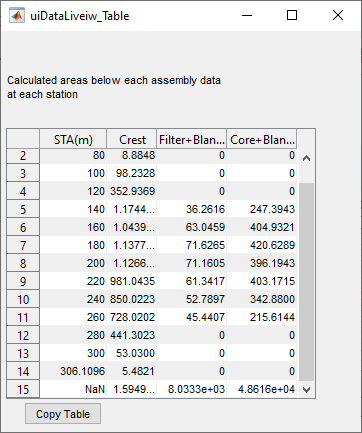 uiDataLiveiw_Table
Calculated areas below each assembly data
at each station
STA(m) Crest Filter+Blan... Core+Blan...
2 80 8.8848 0 0
3 100 98.2328 0 0
4 120 352.9369 0 0
5 140 1.1744... 36.2616 247.3943
6 160 1.0439... 63.0459 404.9321
7 180 1.1377... 71.6265 420.6289
8 200 1.1266... 71.1605 396.1943
9 220 981.0435 61.3417 403.1715
10 240 850.0223 52.7897 342.8800
11 260 728.0202 45.4407 215.6144
12 280 441.3023 0 0
13 300 53.0300 0 0
14 306.1096 5.4821 0 0
15 NaN 1.5949... 8.0333e+03 4.8616e+04
Copy Table